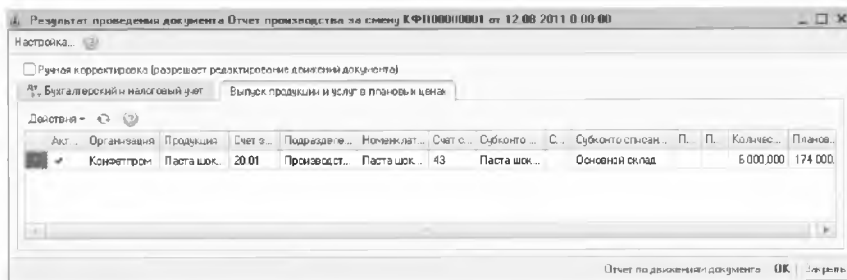 Результат проведения документа Отчет производства за смену КФП00000001 от 12.08.2011 0:00:00
Настройка...
Ручная корректировка (разрешает редактирование движений документа)
Бухгалтерский и налоговый учет Выпуск продукции и услуг в плановых ценах
Действия
Акт... Организация Продукция Счет з... Подразделе... Номенклат... Счет с... Субконто ... С... Субконто списан... П... П... Количес... Планов...
Конфетпром Паста шок... 20.01 Производст... Паста шок... 43 Паста шок... Основной склад 6 000,000 174 000,
Отчет по движениям документа OK Закрыть